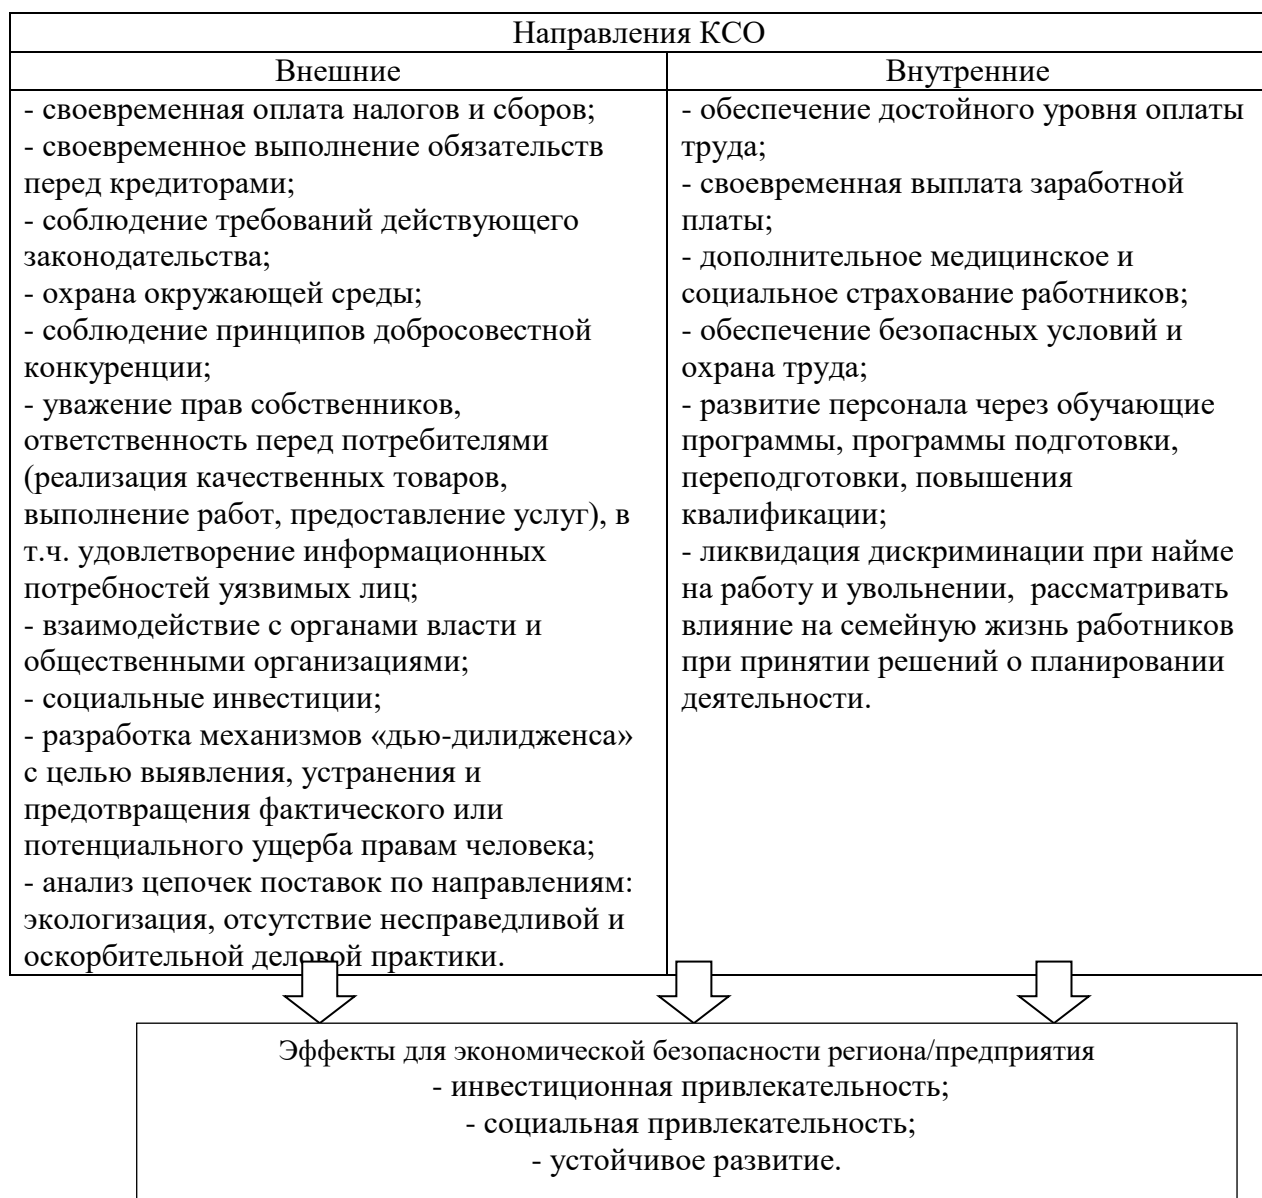 Направления КСО
Внешние
Внутренние
- своевременная оплата налогов и сборов;
- своевременное выполнение обязательств
перед кредиторами;
- соблюдение требований действующего
законодательства;
- охрана окружающей среды;
- соблюдение принципов добросовестной
конкуренции;
- уважение прав собственников,
ответственность перед потребителями
(реализация качественных товаров,
выполнение работ, предоставление услуг), в
т.ч. удовлетворение информационных
потребностей уязвимых лиц;
- взаимодействие с органами власти и
общественными организациями;
- социальные инвестиции;
- разработка механизмов «дью-дилидженса»
с целью выявления, устранения и
предотвращения фактического или
потенциального ущерба правам человека;
- анализ цепочек поставок по направлениям:
экологизация, отсутствие несправедливой и
оскорбительной деловой практики.
- обеспечение достойного уровня оплаты
труда;
- своевременная выплата заработной
платы;
- дополнительное медицинское и
социальное страхование работников;
- обеспечение безопасных условий и
охрана труда;
- развитие персонала через обучающие
программы, программы подготовки,
переподготовки, повышения
квалификации;
- ликвидация дискриминации при найме
на работу и увольнении,  рассматривать
влияние на семейную жизнь работников
при принятии решений о планировании
деятельности.
Эффекты для экономической безопасности региона/предприятия
- инвестиционная привлекательность;
- социальная привлекательность;
- устойчивое развитие.